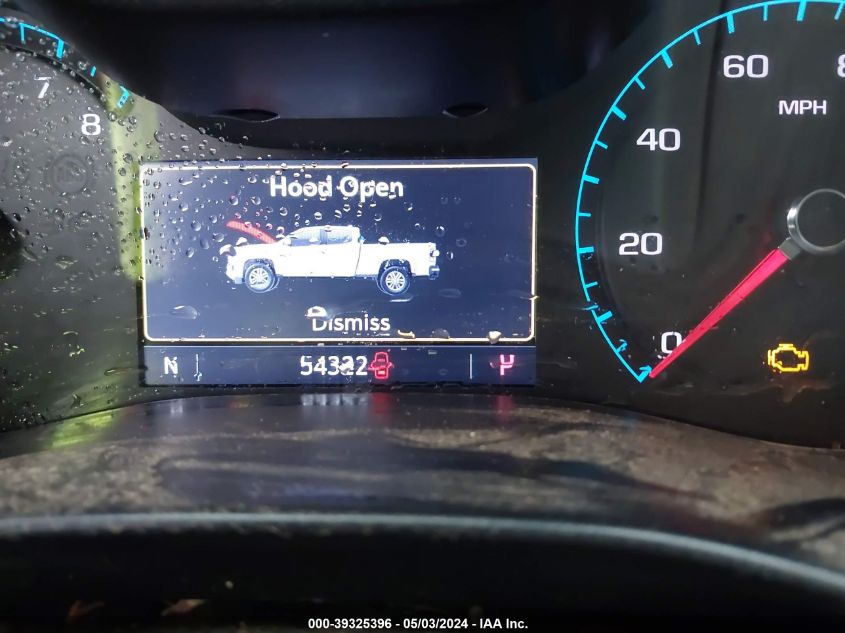 7
8
Hood Open
Dismiss
N
54322
P
0
20
40
60
MPH
000-39325396 - 05/03/2024 - IAA Inc.